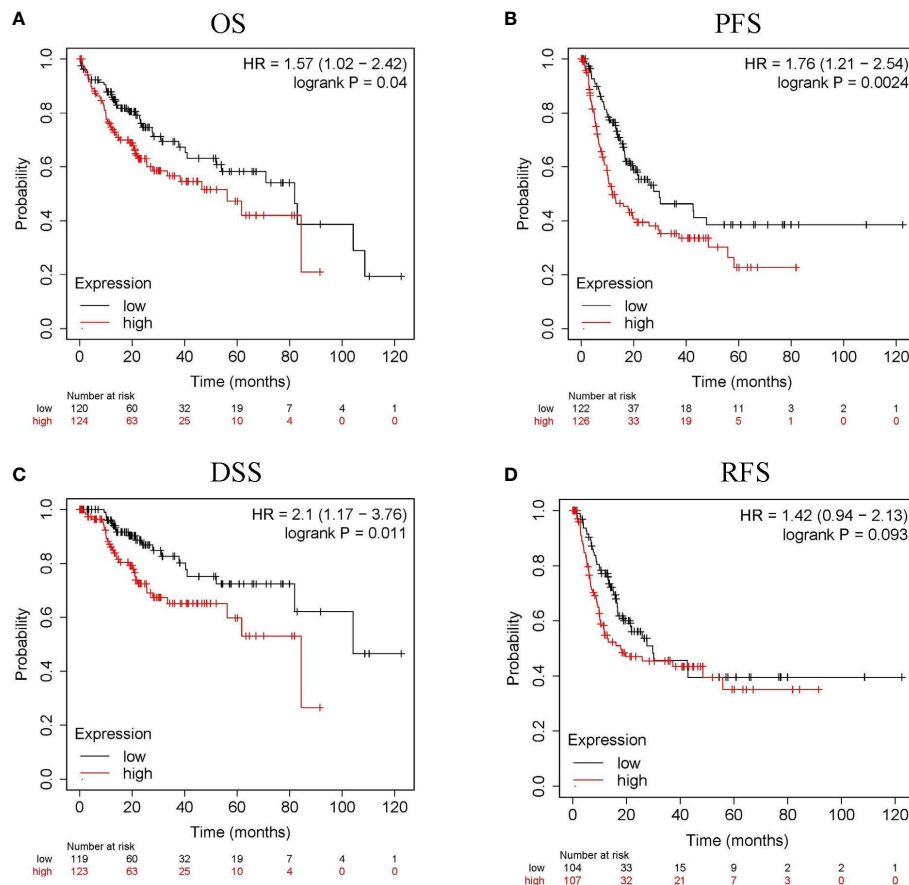 A
OS
HR = 1.57 (1.02 − 2.42)
logrank P = 0.04
Probability
1.0
0.8
0.6
0.4
0.2
0.0
Expression
low
high
0 20 40 60 80 100 120
Time (months)
Number at risk
low 120 60 32 19 7 4 1
high 124 63 25 10 4 0 0
B
PFS
HR = 1.76 (1.21 − 2.54)
logrank P = 0.0024
Probability
1.0
0.8
0.6
0.4
0.2
0.0
Expression
low
high
0 20 40 60 80 100 120
Time (months)
Number at risk
low 122 37 18 11 3 2 1
high 126 33 19 5 1 0 0
C
DSS
HR = 2.1 (1.17 − 3.76)
logrank P = 0.011
Probability
1.0
0.8
0.6
0.4
0.2
0.0
Expression
low
high
0 20 40 60 80 100 120
Time (months)
Number at risk
low 119 60 32 19 7 4 1
high 123 63 25 10 4 0 0
D
RFS
HR = 1.42 (0.94 − 2.13)
logrank P = 0.093
Probability
1.0
0.8
0.6
0.4
0.2
0.0
Expression
low
high
0 20 40 60 80 100 120
Time (months)
Number at risk
low 104 33 15 9 2 2 1
high 107 32 21 7 3 0 0